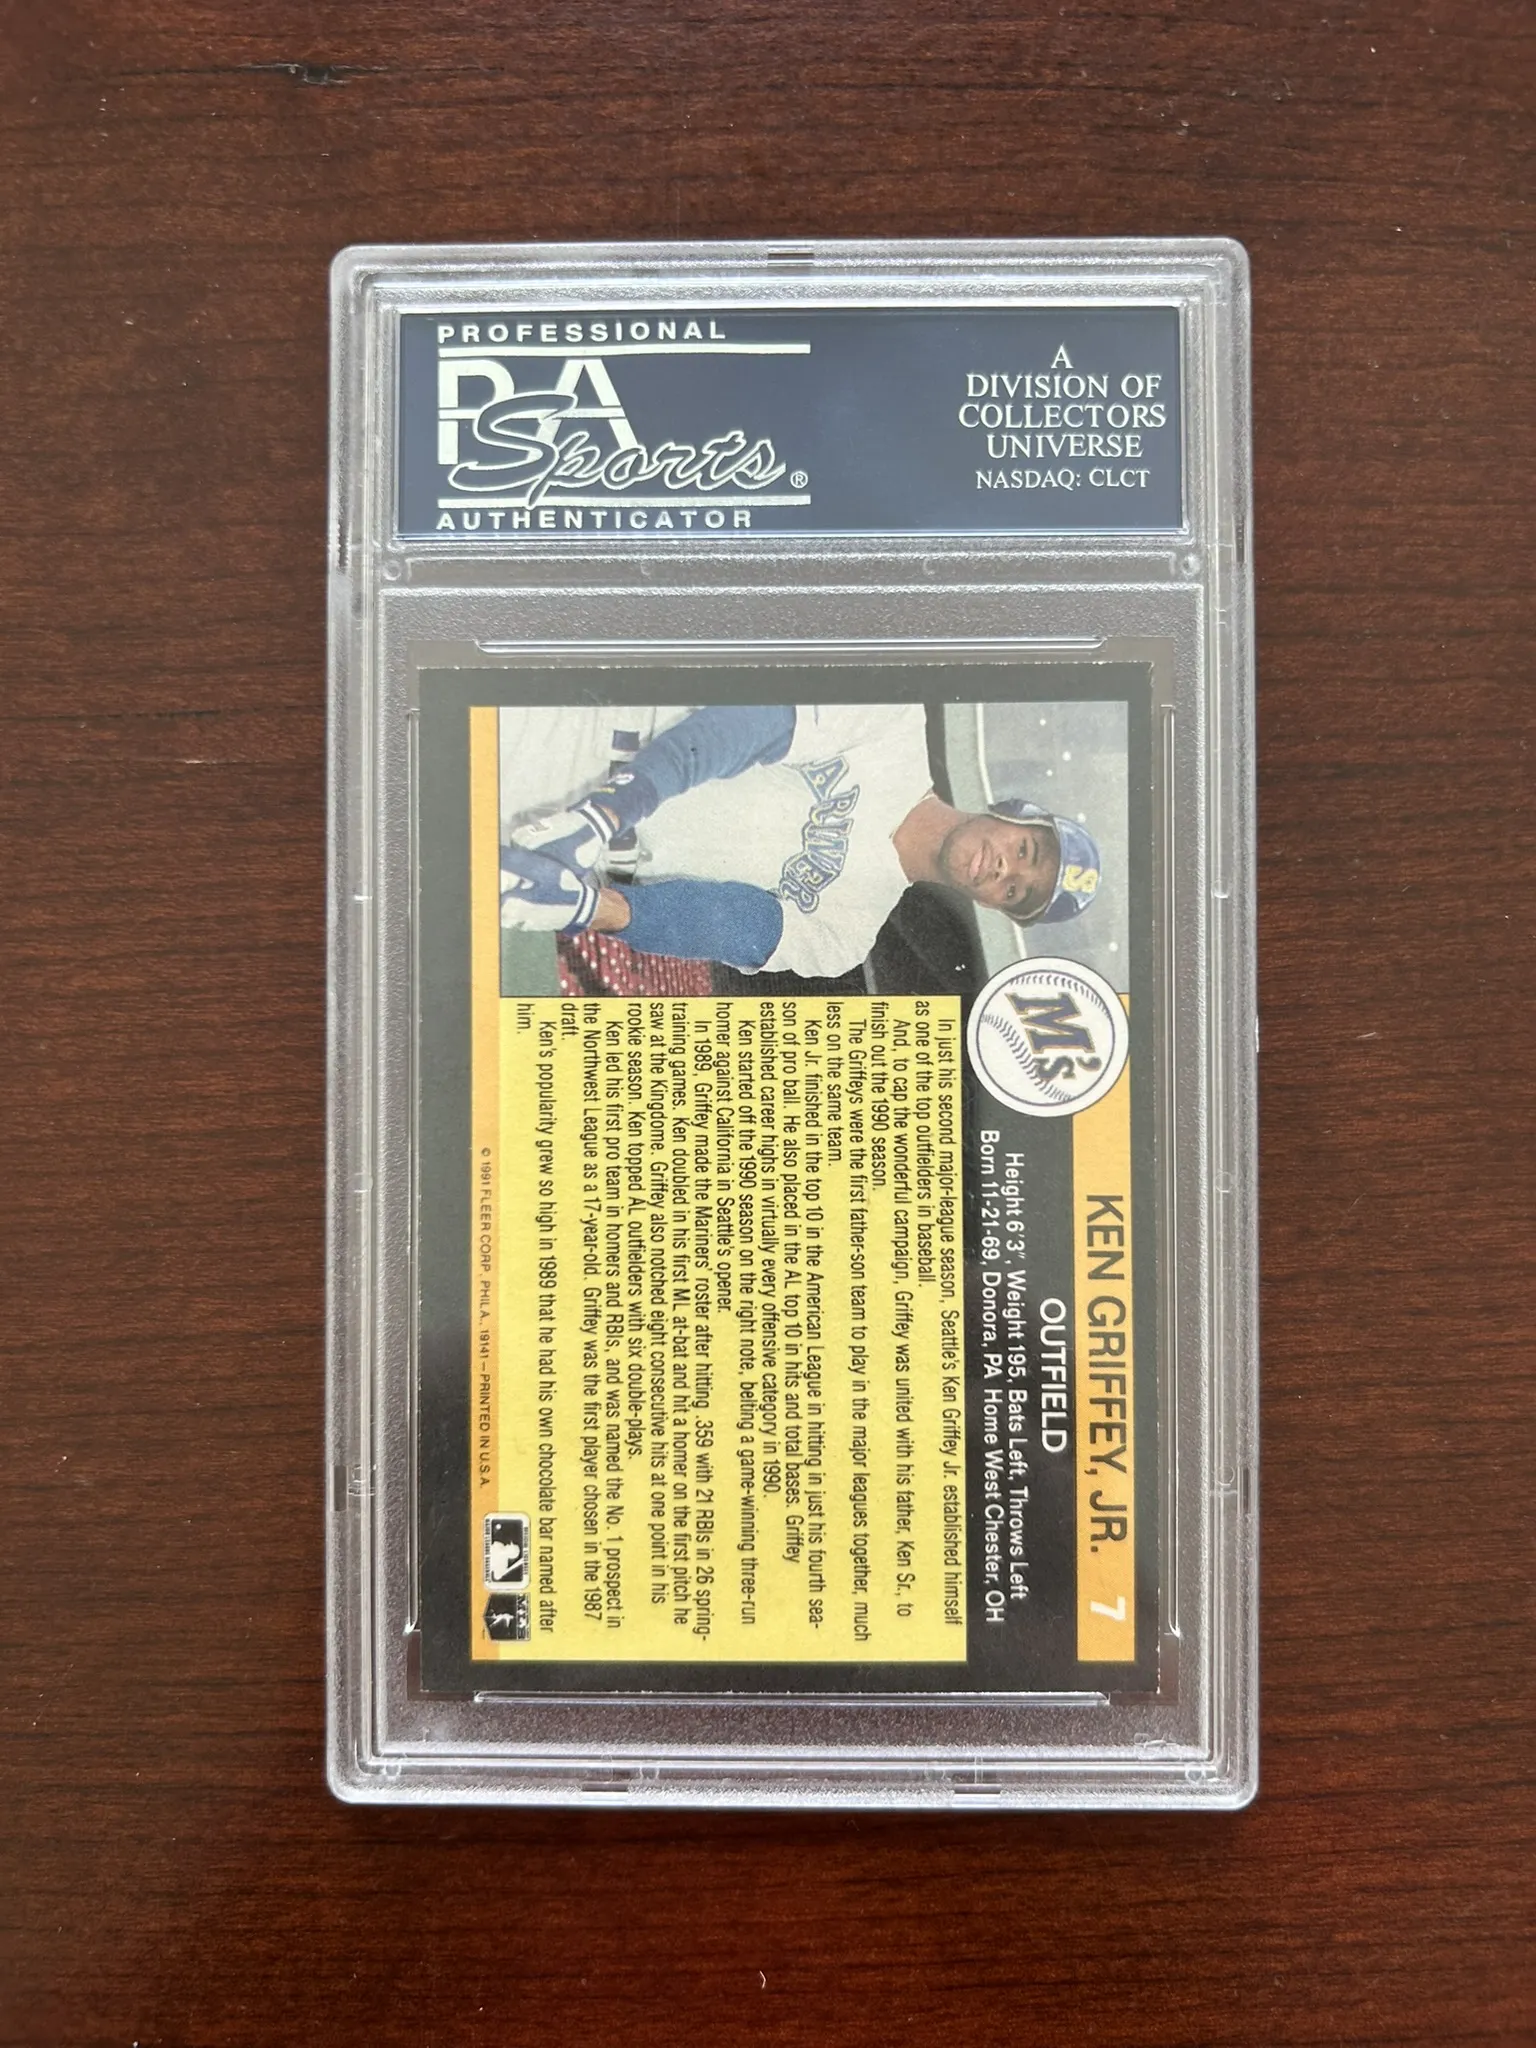 PROFESSIONAL
PSA
Sports®
AUTHENTICATOR
A
DIVISION OF
COLLECTORS
UNIVERSE
NASDAQ: CLCT
KEN GRIFFEY, JR. 7
OUTFIELD
Height 6'3", Weight 195, Bats Left, Throws Left
Born 11-21-69, Donora, PA Home West Chester, OH
M's
S
MARINERS
In just his second major-league season, Seattle's Ken Griffey Jr. established himself
as one of the top outfielders in baseball.
And, to cap the wonderful campaign, Griffey was united with his father, Ken Sr., to
finish out the 1990 season.
The Griffeys were the first father-son team to play in the major leagues together, much
less on the same team.
Ken Jr. finished in the top 10 in the American League in hitting in just his fourth sea-
son of pro ball. He also placed in the AL top 10 in hits and total bases. Griffey
established career highs in virtually every offensive category in 1990.
Ken started off the 1990 season on the right note, belting a game-winning three-run
homer against California in Seattle's opener.
In 1989, Griffey made the Mariners' roster after hitting .359 with 21 RBIs in 26 spring-
training games. Ken doubled in his first ML at-bat and hit a homer on the first pitch he
saw at the Kingdome. Griffey also notched eight consecutive hits at one point in his
rookie season. Ken topped AL outfielders with six double-plays.
Ken led his first pro team in homers and RBIs, and was named the No. 1 prospect in
the Northwest League as a 17-year-old. Griffey was the first player chosen in the 1987
draft.
Ken's popularity grew so high in 1989 that he had his own chocolate bar named after
him.
© 1991 FLEER CORP., PHILA., 19141 – PRINTED IN U.S.A.